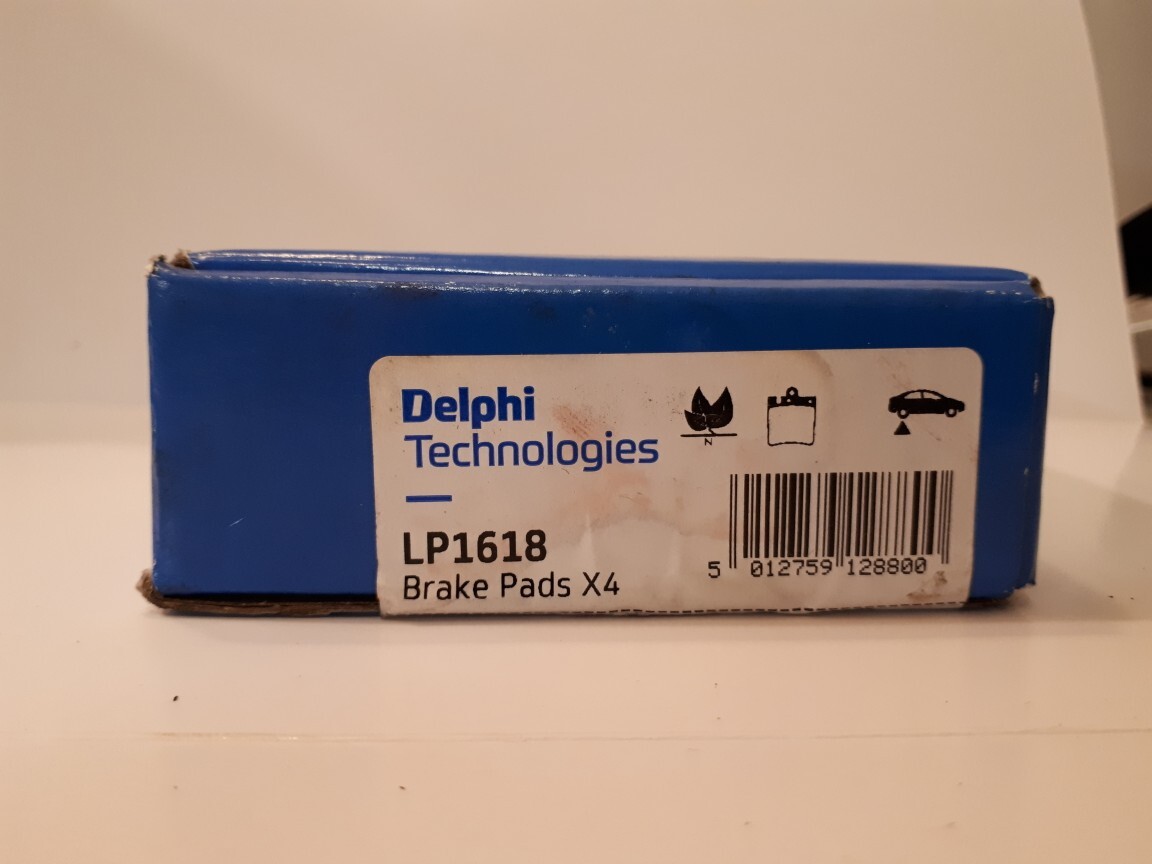 Delphi
Technologies
N
LP1618
Brake Pads X4
5 012759 128800